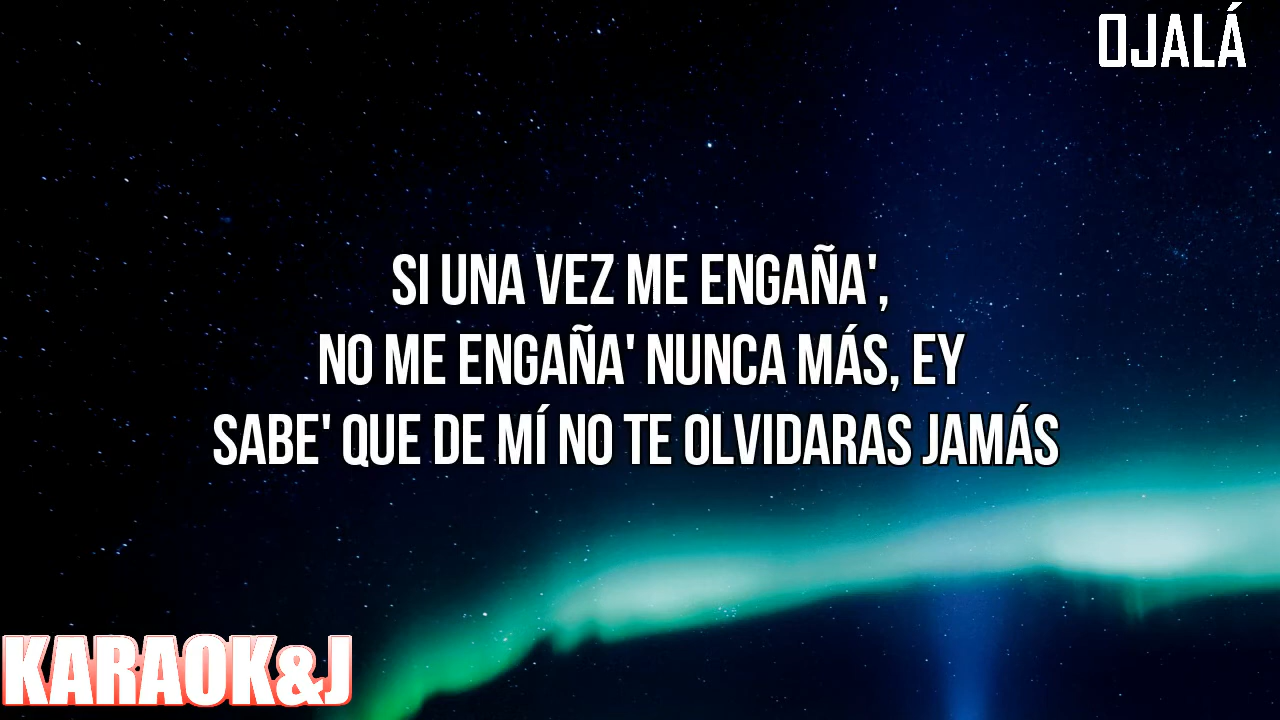 OJALÁ
SI UNA VEZ ME ENGAÑA',
NO ME ENGAÑA' NUNCA MÁS, EY
SABE' QUE DE MÍ NO TE OLVIDARAS JAMÁS
KARAOK&J